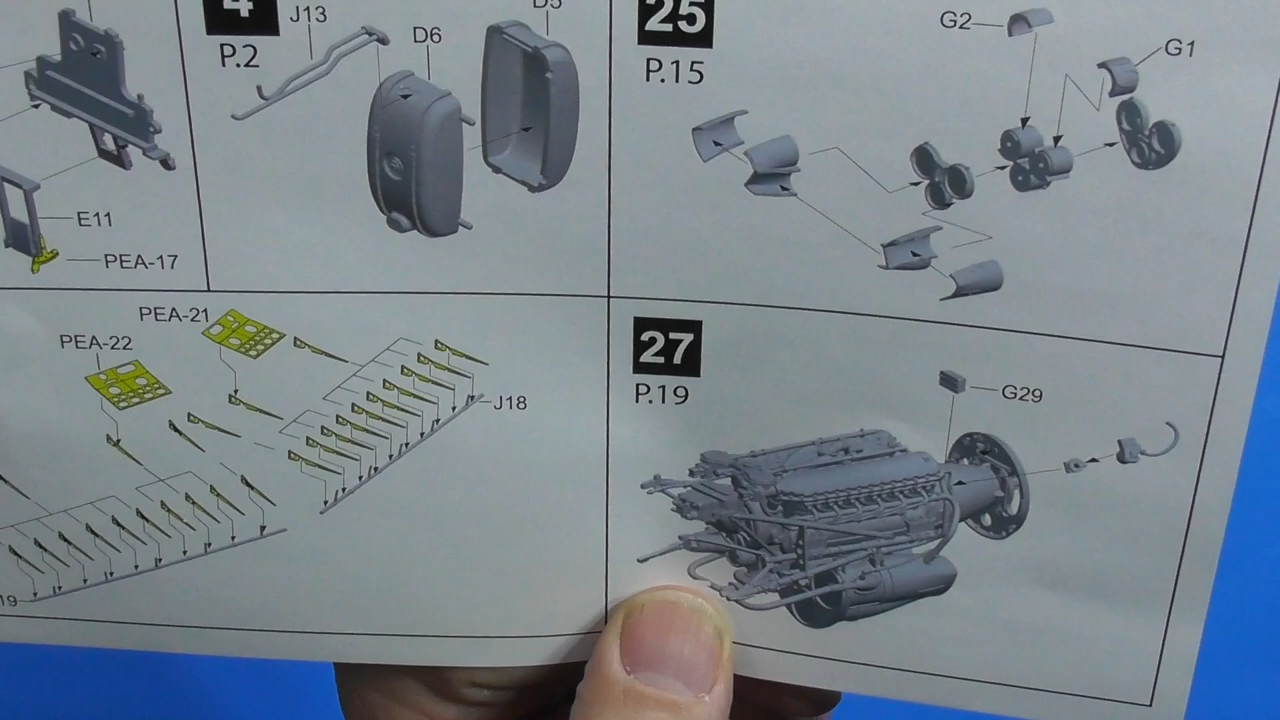 4
P.2
J13
D6
D5
E11
PEA-17
25
P.15
G2
G1
PEA-21
PEA-22
J18
19
27
P.19
G29